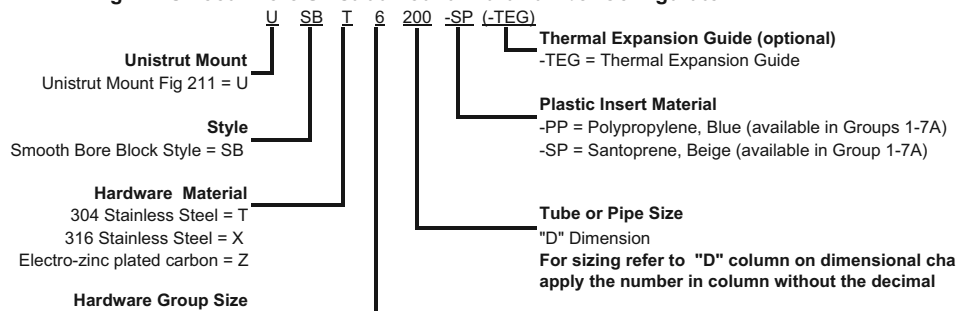 U SB T 6 200 -SP (-TEG)
Thermal Expansion Guide (optional)
-TEG = Thermal Expansion Guide
Unistrut Mount
Unistrut Mount Fig 211 = U
Plastic Insert Material
-PP = Polypropylene, Blue (available in Groups 1-7A)
-SP = Santoprene, Beige (available in Group 1-7A)
Style
Smooth Bore Block Style = SB
Hardware Material
304 Stainless Steel = T
316 Stainless Steel = X
Electro-zinc plated carbon = Z
Tube or Pipe Size
"D" Dimension
For sizing refer to "D" column on dimensional cha
apply the number in column without the decimal
Hardware Group Size